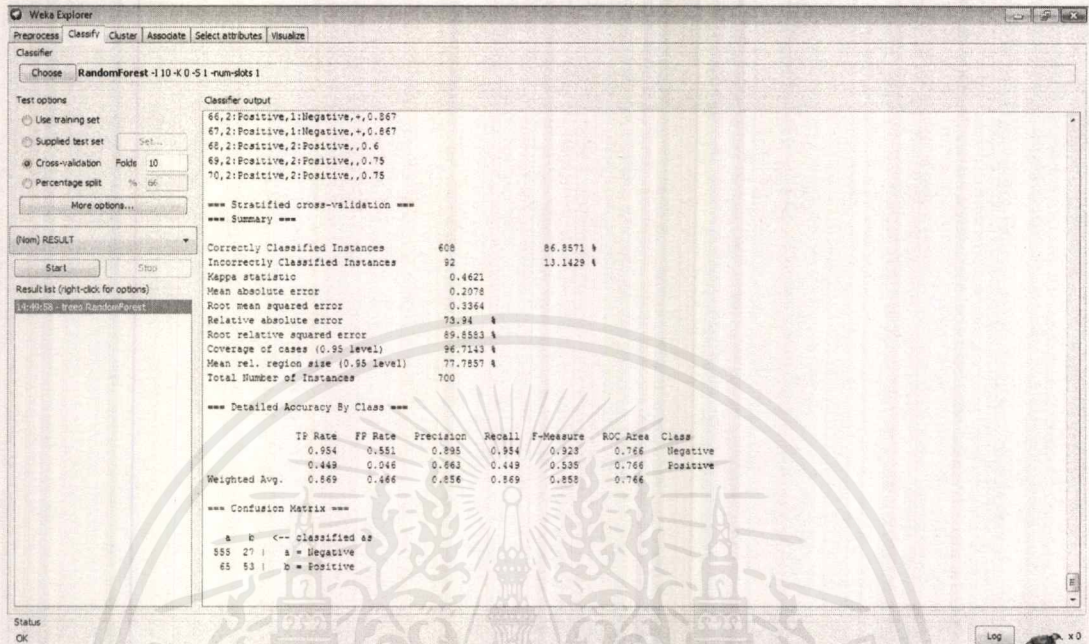 Weka Explorer
Preprocess Classify Cluster Associate Select attributes Visualize
Classifier
Choose RandomForest -I 10 -K 0 -S 1 -num-slots 1
Test options
Use training set
Supplied test set Set...
Cross-validation Folds 10
Percentage split % 66
More options...
(Nom) RESULT
Start Stop
Result list (right-click for options)
14:49:58 - trees.RandomForest
Classifier output
66,2:Positive,1:Negative,+,0.867
67,2:Positive,1:Negative,+,0.867
68,2:Positive,2:Positive,,0.6
69,2:Positive,2:Positive,,0.75
70,2:Positive,2:Positive,,0.75
=== Stratified cross-validation ===
=== Summary ===
Correctly Classified Instances 608 86.8571 %
Incorrectly Classified Instances 92 13.1429 %
Kappa statistic 0.4621
Mean absolute error 0.2078
Root mean squared error 0.3364
Relative absolute error 73.94 %
Root relative squared error 89.8583 %
Coverage of cases (0.95 level) 96.7143 %
Mean rel. region size (0.95 level) 77.7857 %
Total Number of Instances 700
=== Detailed Accuracy By Class ===
TP Rate FP Rate Precision Recall F-Measure ROC Area Class
0.954 0.551 0.895 0.954 0.923 0.766 Negative
0.449 0.046 0.663 0.449 0.535 0.766 Positive
Weighted Avg. 0.869 0.466 0.856 0.869 0.858 0.766
=== Confusion Matrix ===
a b <-- classified as
555 27 | a = Negative
65 53 | b = Positive
Status
OK
Log
x 0